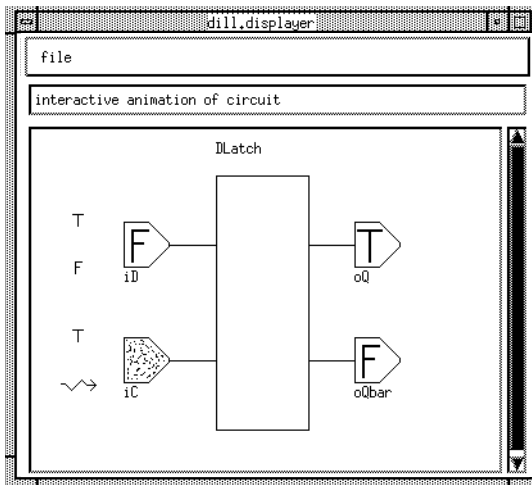 dill.displayer
file
interactive animation of circuit
DLatch
T
F T
F
iD oQ
T
F
iC oQbar